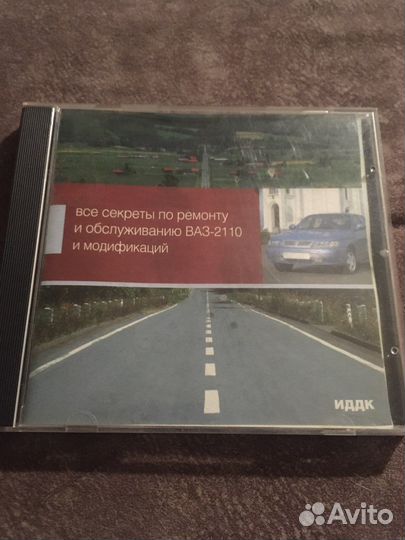 все секреты по ремонту
и обслуживанию ВАЗ-2110
и модификаций
ИДДК
Avito